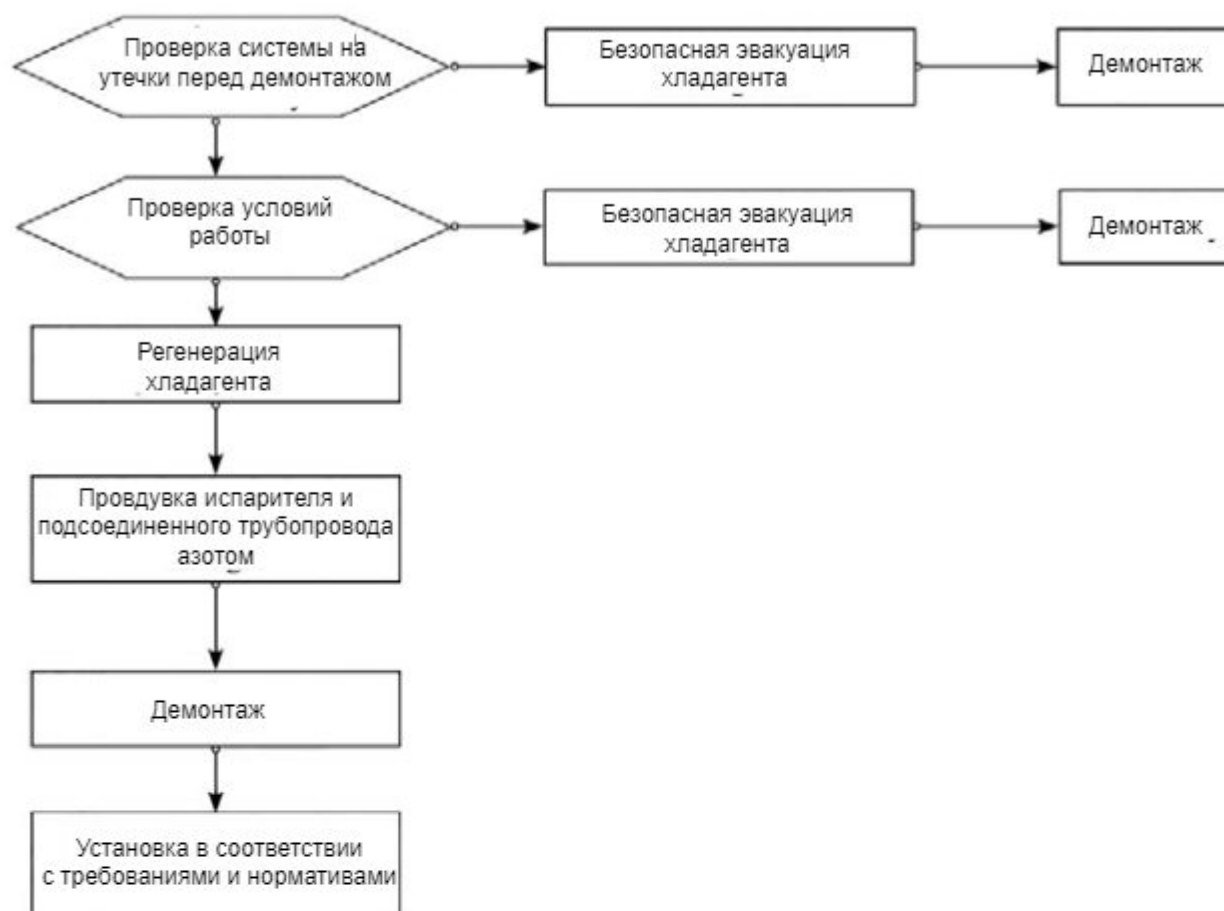 Проверка системы на
утечки перед демонтажом
Безопасная эвакуация
хладагента
Демонтаж
Проверка условий
работы
Безопасная эвакуация
хладагента
Демонтаж
Регенерация
хладагента
Провдувка испарителя и
подсоединенного трубопровода
азотом
Демонтаж
Установка в соответствии
с требованиями и нормативами